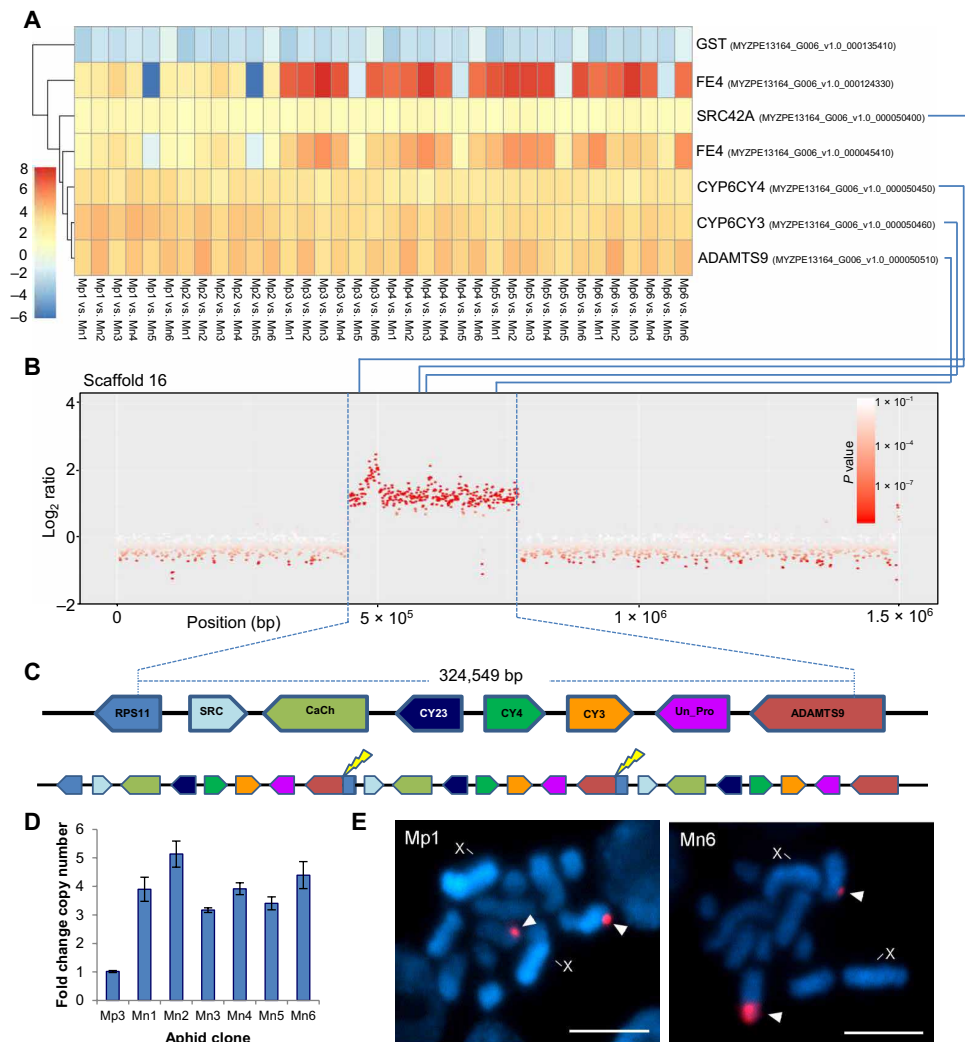 A
GST (MYZPE13164_G006_v1.0_000135410)
FE4 (MYZPE13164_G006_v1.0_000124330)
SRC42A (MYZPE13164_G006_v1.0_000050400)
FE4 (MYZPE13164_G006_v1.0_000045410)
CYP6CY4 (MYZPE13164_G006_v1.0_000050450)
CYP6CY3 (MYZPE13164_G006_v1.0_000050460)
ADAMTS9 (MYZPE13164_G006_v1.0_000050510)
8
6
4
2
0
−2
−4
−6
Mp1 vs. Mn1
Mp1 vs. Mn2
Mp1 vs. Mn3
Mp1 vs. Mn4
Mp1 vs. Mn5
Mp1 vs. Mn6
Mp2 vs. Mn1
Mp2 vs. Mn2
Mp2 vs. Mn3
Mp2 vs. Mn4
Mp2 vs. Mn5
Mp2 vs. Mn6
Mp3 vs. Mn1
Mp3 vs. Mn2
Mp3 vs. Mn3
Mp3 vs. Mn4
Mp3 vs. Mn5
Mp3 vs. Mn6
Mp4 vs. Mn1
Mp4 vs. Mn2
Mp4 vs. Mn3
Mp4 vs. Mn4
Mp4 vs. Mn5
Mp4 vs. Mn6
Mp5 vs. Mn1
Mp5 vs. Mn2
Mp5 vs. Mn3
Mp5 vs. Mn4
Mp5 vs. Mn5
Mp5 vs. Mn6
Mp6 vs. Mn1
Mp6 vs. Mn2
Mp6 vs. Mn3
Mp6 vs. Mn4
Mp6 vs. Mn5
Mp6 vs. Mn6
B
Scaffold 16
4
2
0
−2
Log2 ratio
P value
1 × 10⁻¹
1 × 10⁻⁴
1 × 10⁻⁷
0
5 × 10⁵
1 × 10⁶
1.5 × 10⁶
Position (bp)
C
324,549 bp
RPS11
SRC
CaCh
CY23
CY4
CY3
Un_Pro
ADAMTS9
D
Fold change copy number
6
5
4
3
2
1
0
Mp3 Mn1 Mn2 Mn3 Mn4 Mn5 Mn6
Aphid clone
E
Mp1
X
X
Mn6
X
X